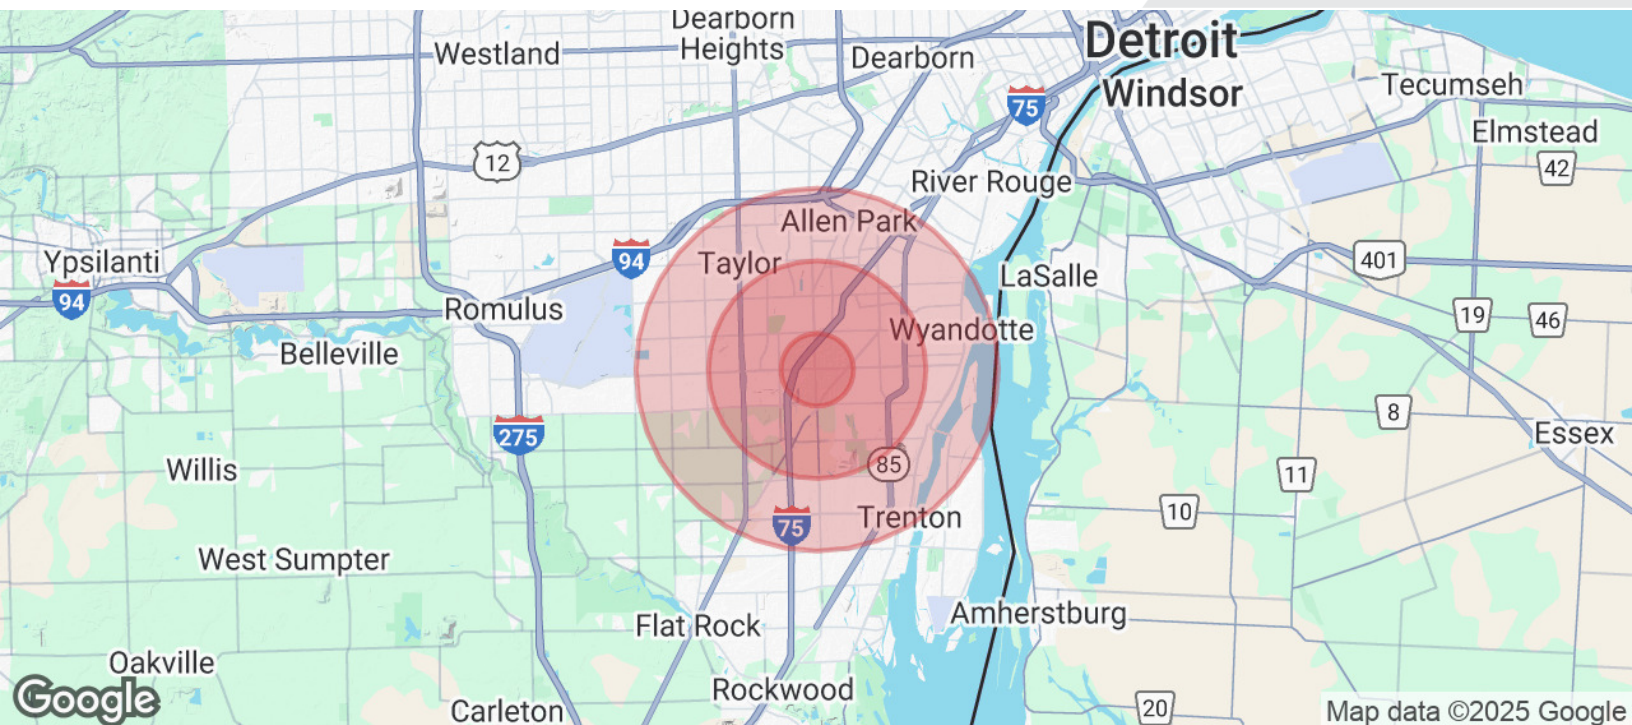 Dearborn
Heights
Westland
Dearborn
Detroit
Windsor
Tecumseh
75
Elmstead
12
42
River Rouge
Allen Park
Ypsilanti
94
Taylor
401
LaSalle
94
Romulus
19
46
Wyandotte
Belleville
8
275
Essex
Willis
85
11
10
Trenton
75
West Sumpter
Amherstburg
Flat Rock
Oakville
Rockwood
Google
Carleton
20
Map data ©2025 Google